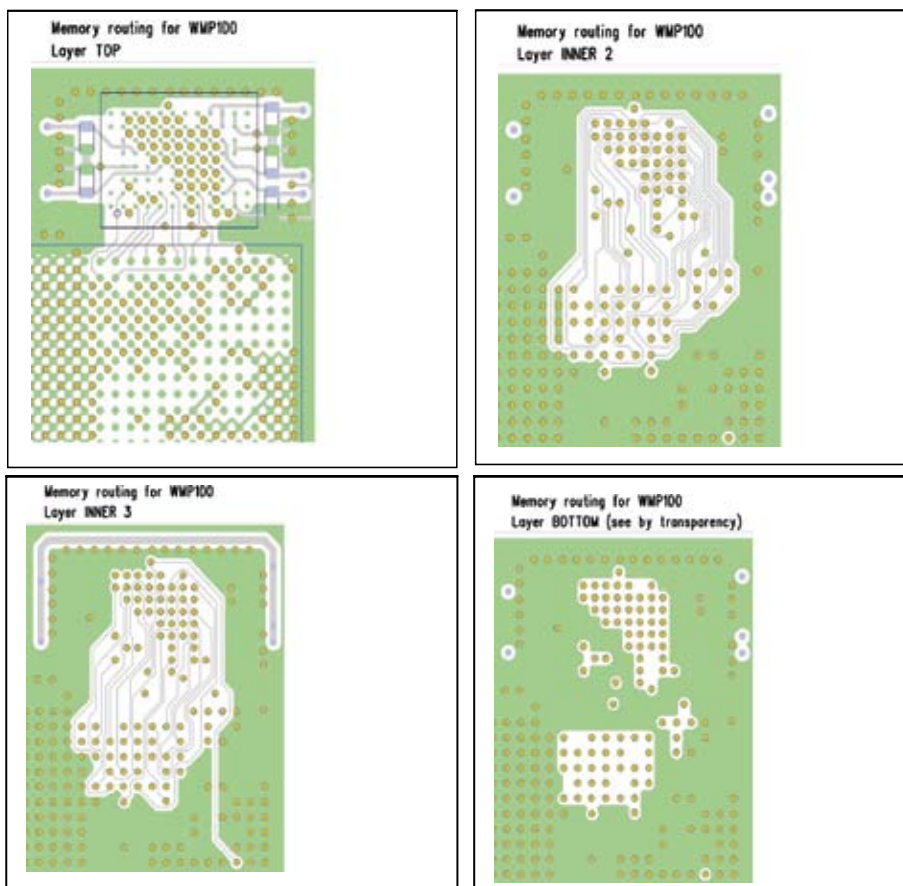 Memory routing for WMP100
Layer TOP
Memory routing for WMP100
Layer INNER 2
Memory routing for WMP100
Layer INNER 3
Memory routing for WMP100
Layer BOTTOM (see by transparency)